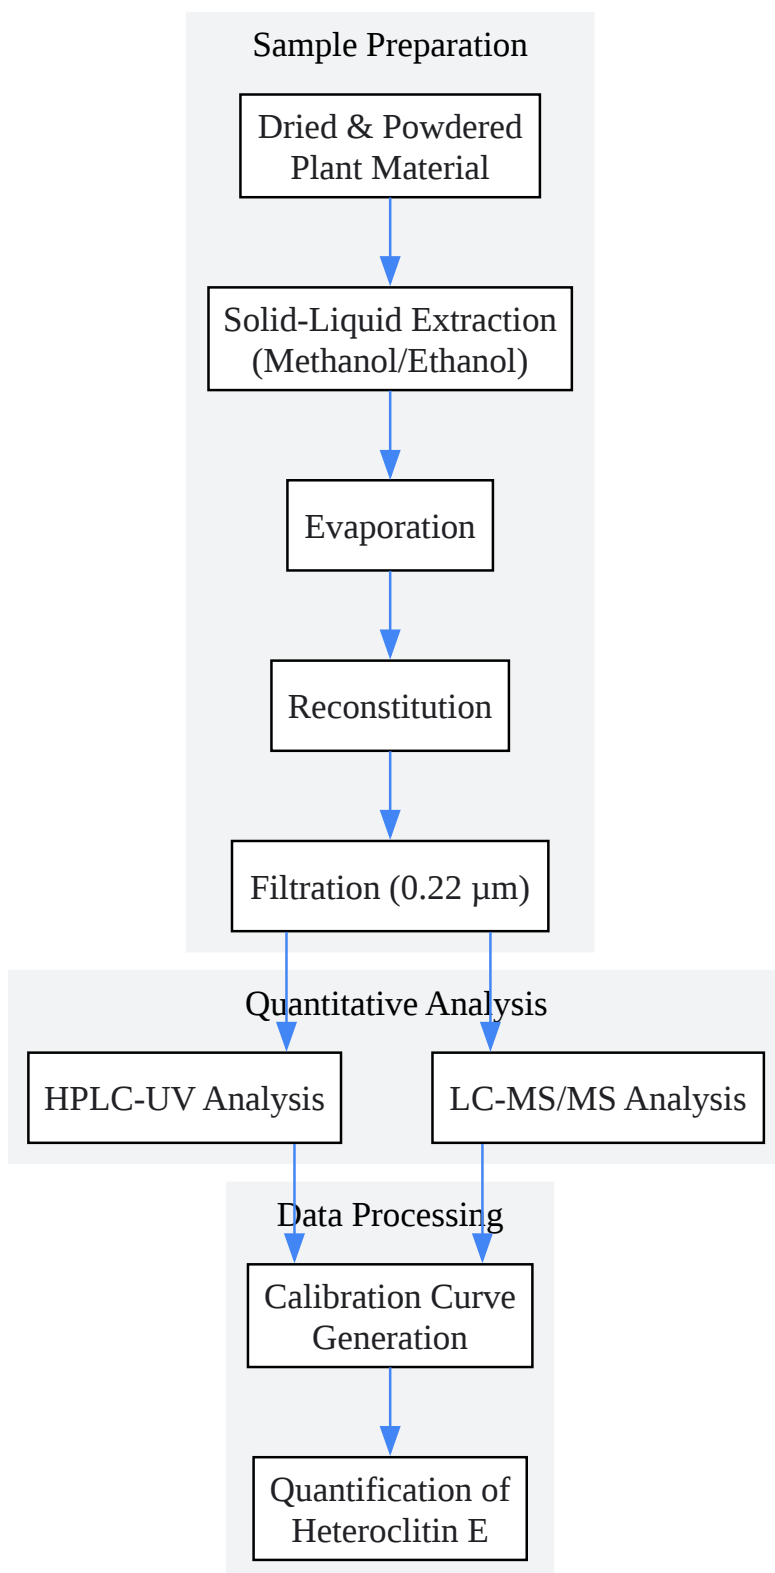 Sample Preparation
Dried & Powdered
Plant Material
Solid-Liquid Extraction
(Methanol/Ethanol)
Evaporation
Reconstitution
Filtration (0.22 µm)
Quantitative Analysis
HPLC-UV Analysis
LC-MS/MS Analysis
Data Processing
Calibration Curve
Generation
Quantification of
Heteroclitin E